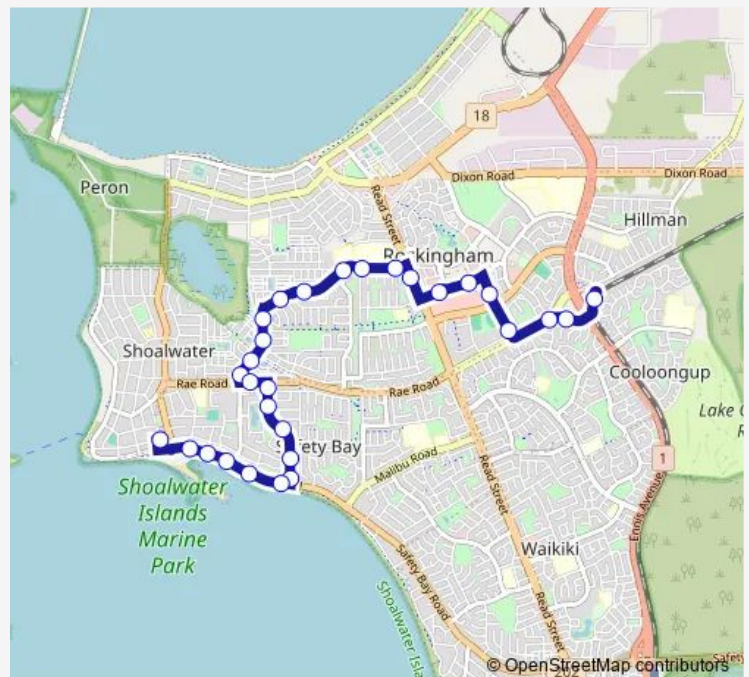 18
Peron
Read Street
Dixon Road
Dixon Road
Hillman
Rockingham
Shoalwater
Rae Road
Rae Road
Cooloongup
Safety Bay
Malibu Road
1
Shoalwater
Islands
Marine
Park
Read Street
Ennis Avenue
Waikiki
Safety Bay Road
Read Street
© OpenStreetMap contributors